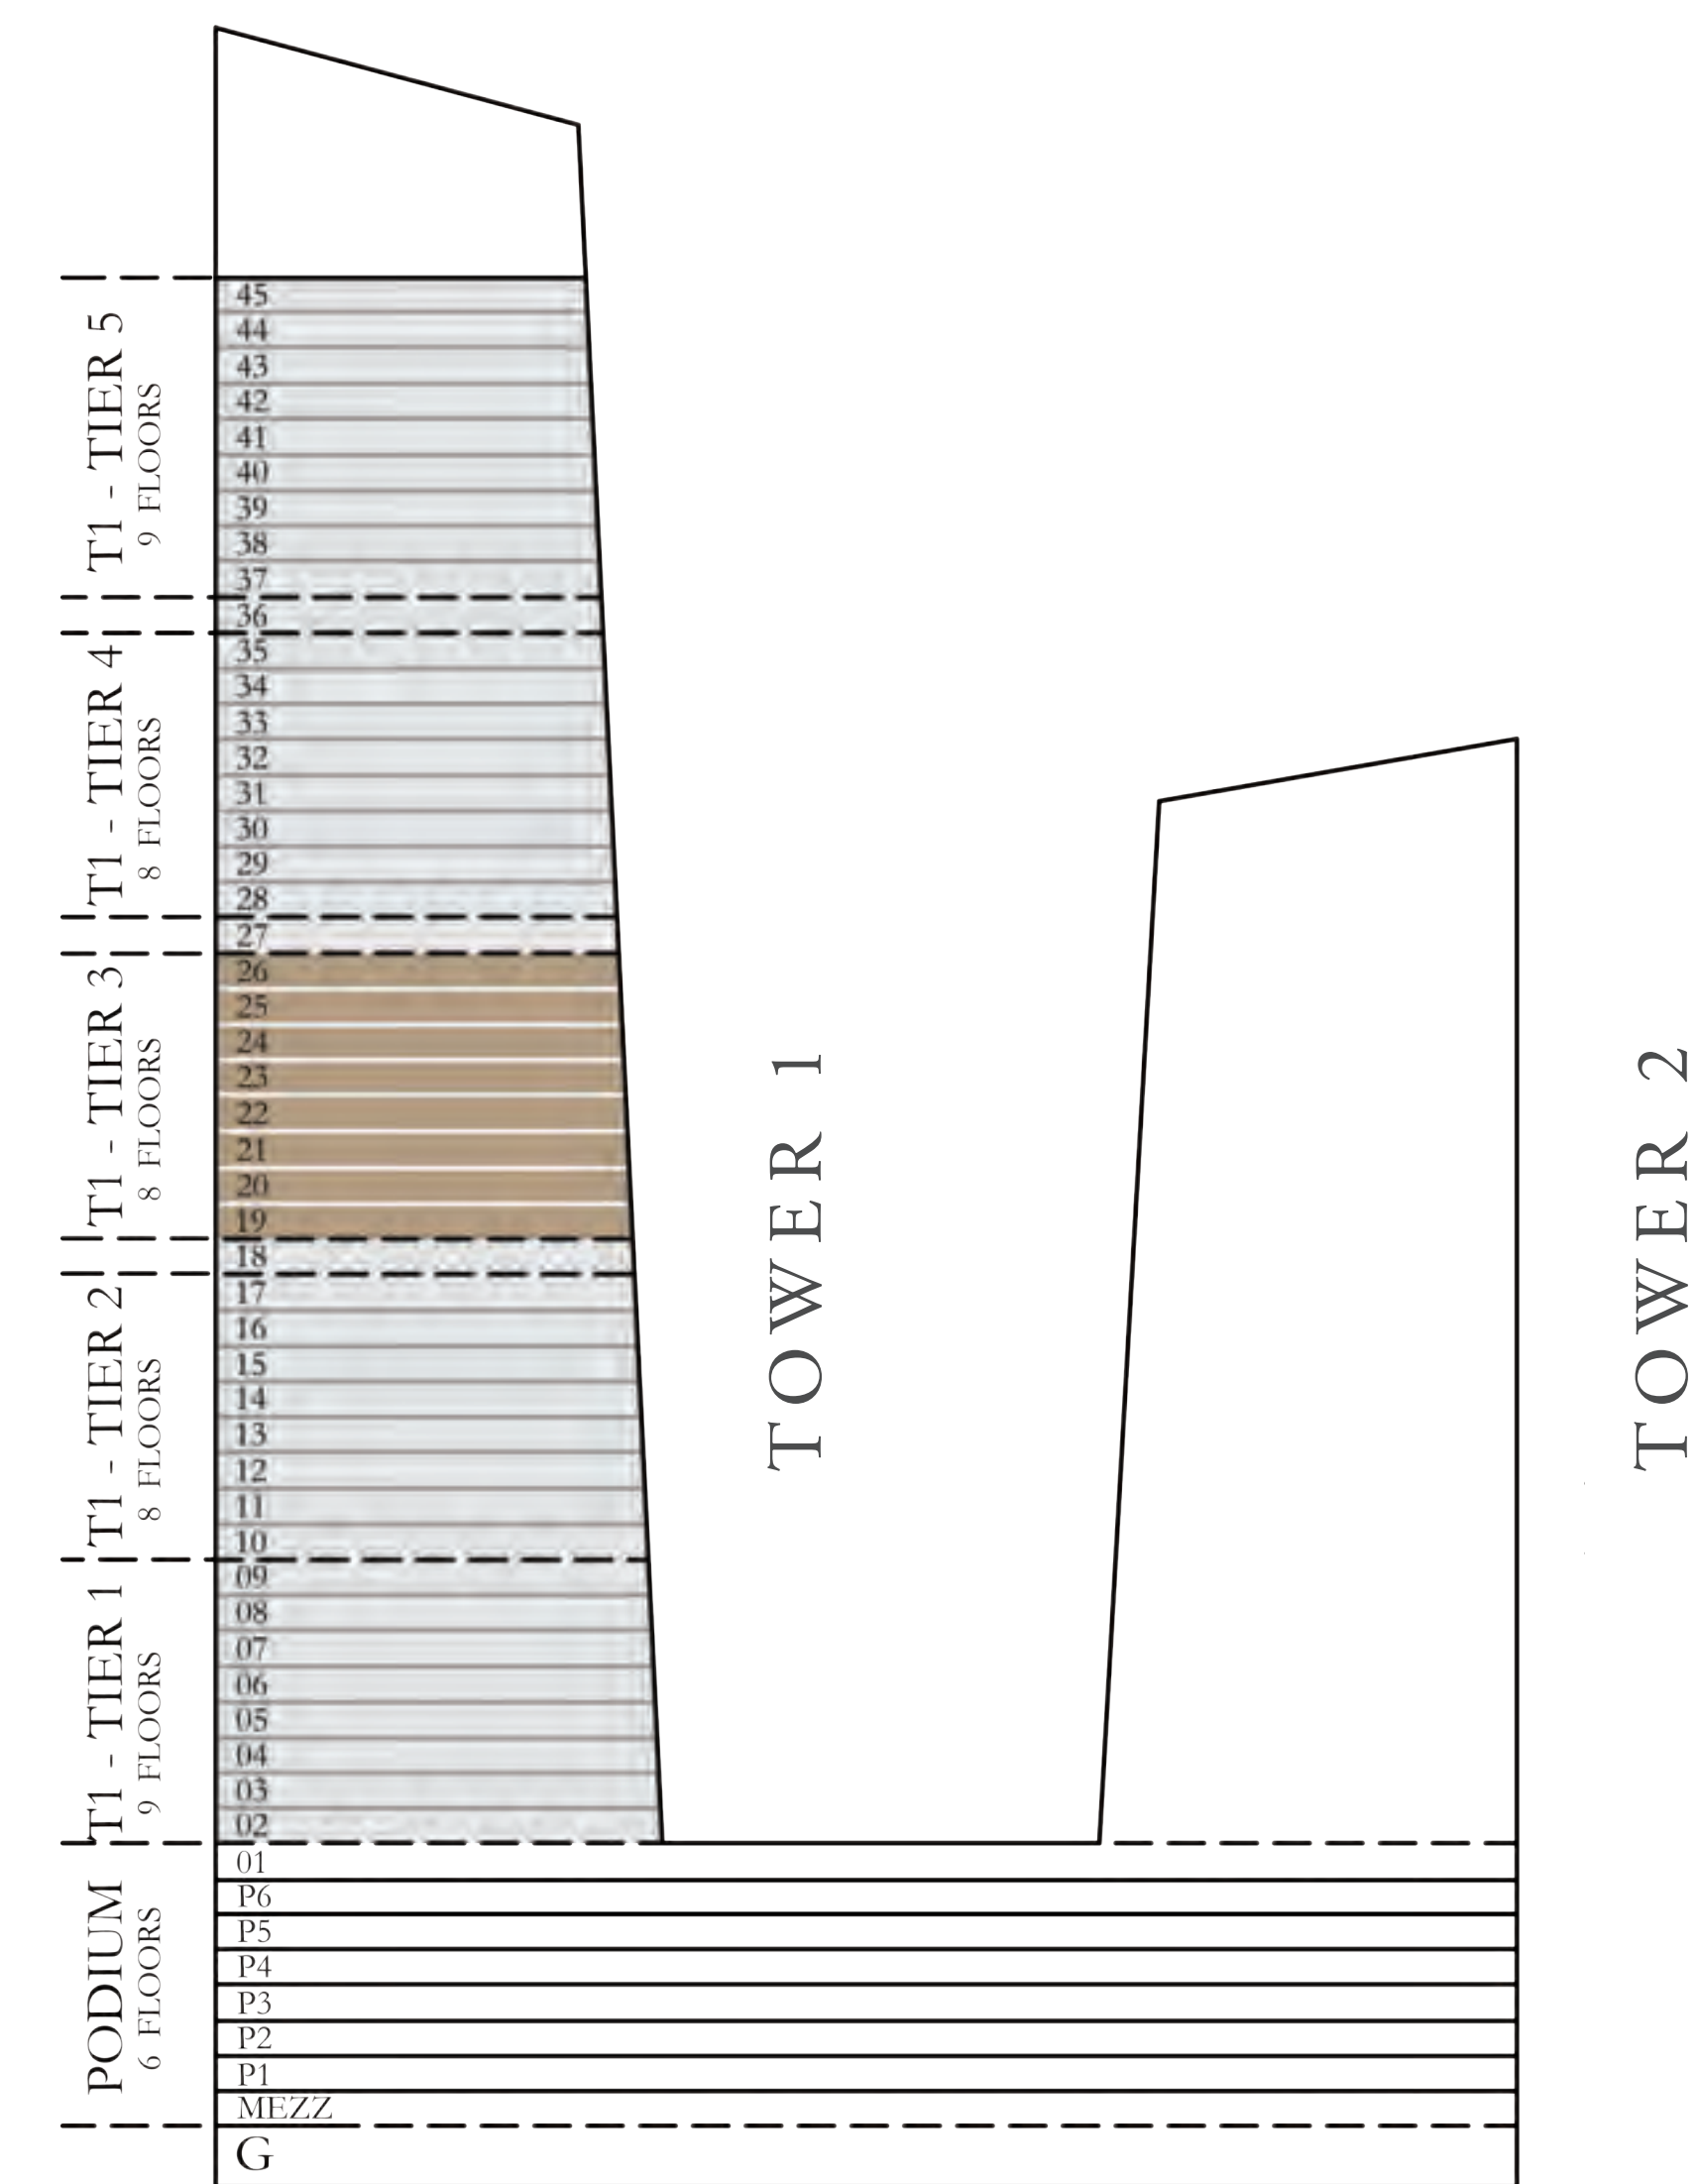 45
44
43
42
41
40
39
38
37
T1 - TIER 5
9 FLOORS
36
35
34
33
32
31
30
29
28
T1 - TIER 4
8 FLOORS
27
26
25
24
23
22
21
20
19
T1 - TIER 3
8 FLOORS
18
17
16
15
14
13
12
11
10
T1 - TIER 2
8 FLOORS
09
08
07
06
05
04
03
02
T1 - TIER 1
9 FLOORS
01
P6
P5
P4
P3
P2
P1
MEZZ
PODIUM
6 FLOORS
G
TOWER 1
TOWER 2